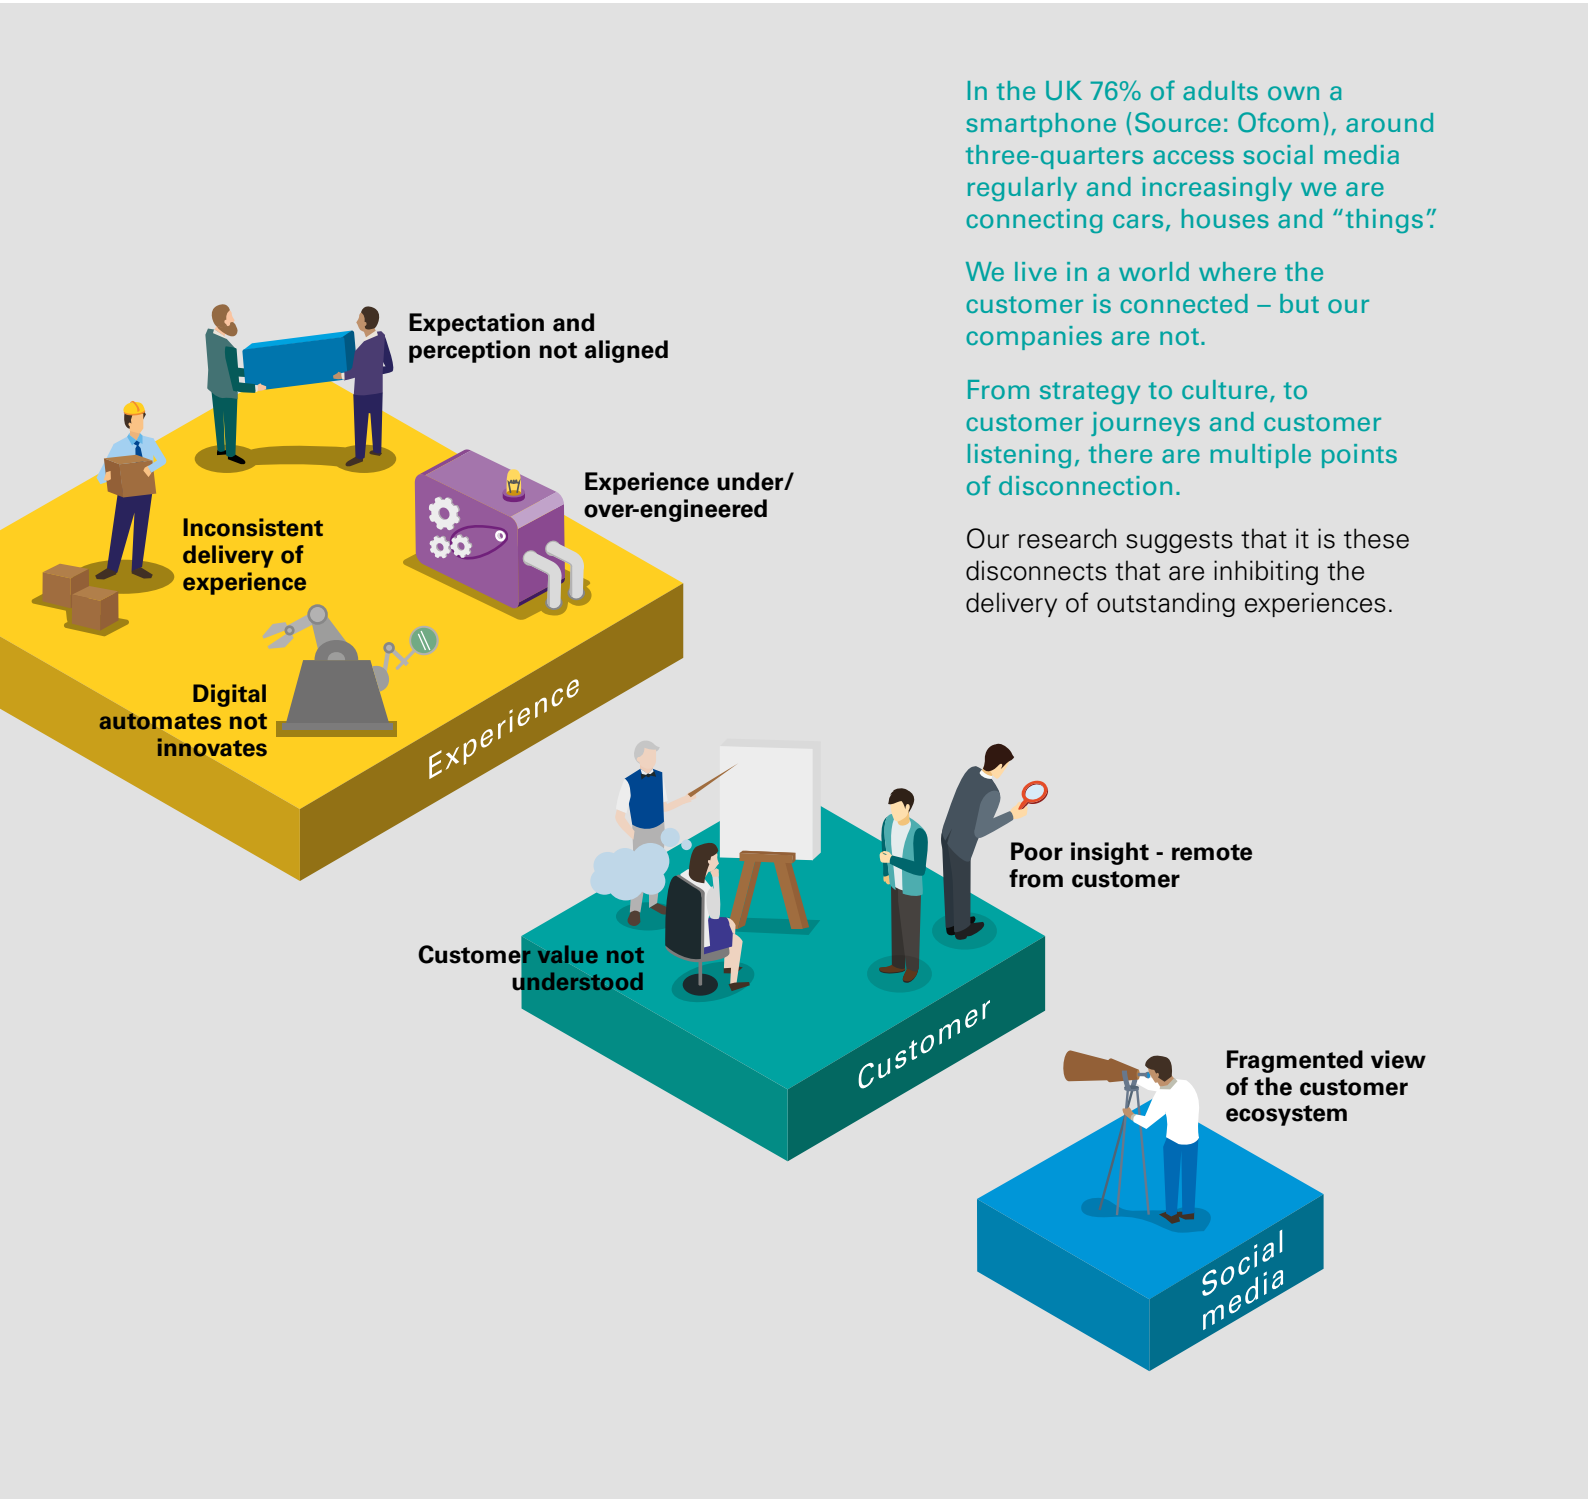 In the UK 76% of adults own a
smartphone (Source: Ofcom), around
three-quarters access social media
regularly and increasingly we are
connecting cars, houses and “things”.
We live in a world where the
customer is connected – but our
companies are not.
From strategy to culture, to
customer journeys and customer
listening, there are multiple points
of disconnection.
Our research suggests that it is these
disconnects that are inhibiting the
delivery of outstanding experiences.
Expectation and
perception not aligned
Experience under/
over-engineered
Inconsistent
delivery of
experience
Digital
automates not
innovates
Experience
Poor insight - remote
from customer
Customer value not
understood
Customer
Fragmented view
of the customer
ecosystem
Social
media